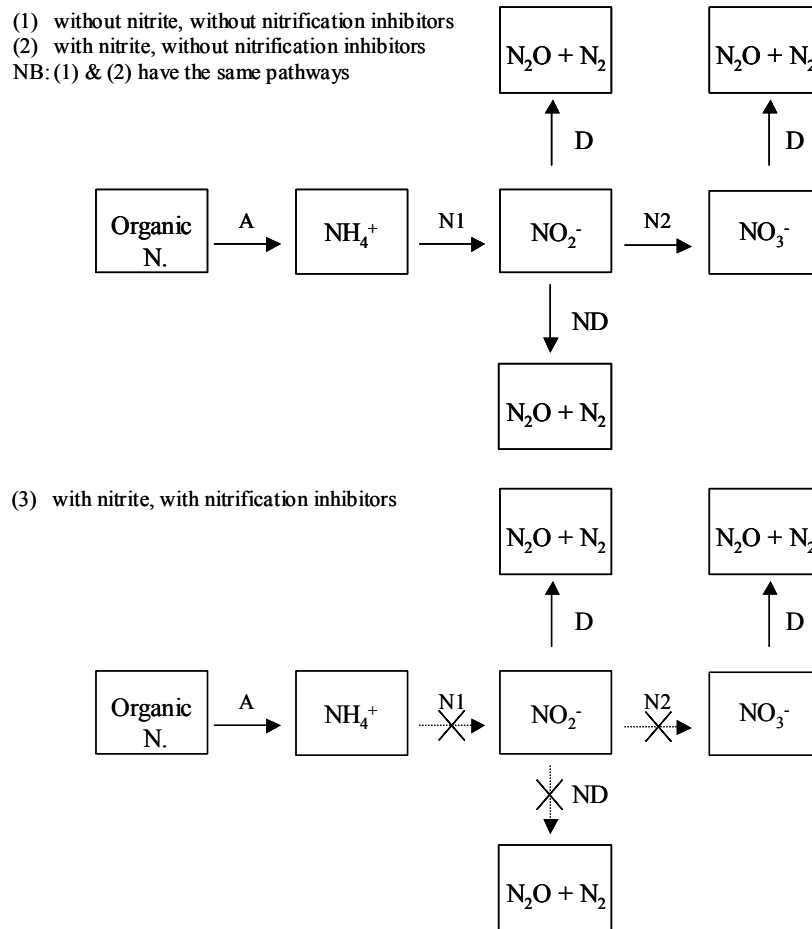 (1) without nitrite, without nitrification inhibitors
(2) with nitrite, without nitrification inhibitors
NB: (1) & (2) have the same pathways
N₂O + N₂
N₂O + N₂
D
D
Organic
N.
A
NH₄⁺
N1
NO₂⁻
N2
NO₃⁻
ND
N₂O + N₂
(3) with nitrite, with nitrification inhibitors
N₂O + N₂
N₂O + N₂
D
D
Organic
N.
A
NH₄⁺
N1
NO₂⁻
N2
NO₃⁻
ND
N₂O + N₂